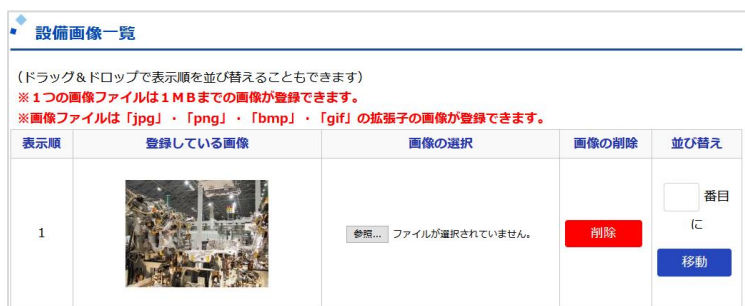 設備画像一覧
(ドラッグ&ドロップで表示順を並び替えることもできます)
※1つの画像ファイルは1MBまでの画像が登録できます。
※画像ファイルは「jpg」・「png」・「bmp」・「gif」の拡張子の画像が登録できます。
表示順 登録している画像 画像の選択 画像の削除 並び替え
1 参照... ファイルが選択されていません。 削除 番目
に
移動